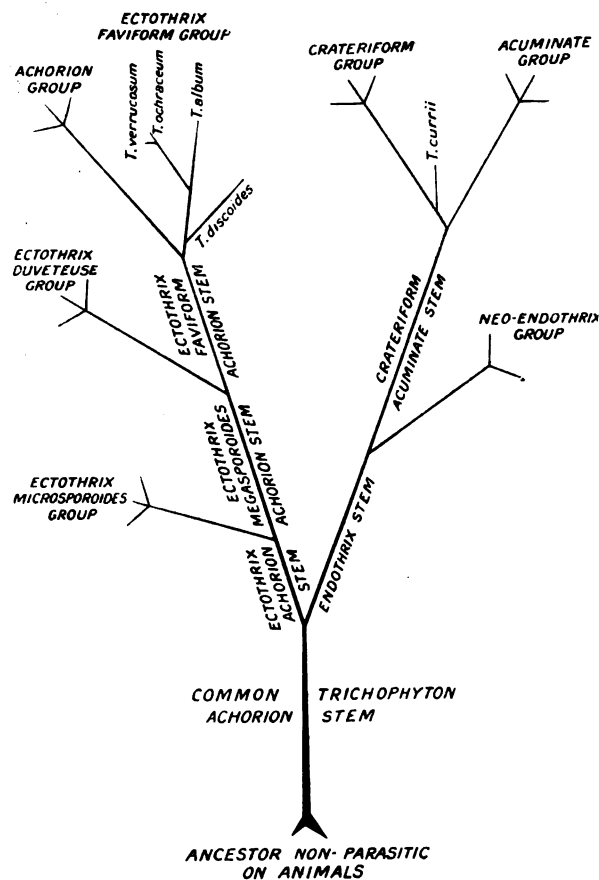 ECTOTHRIX
FAVIFORM GROUP
ACHORION
GROUP
T. verrucosum
T. ochraceum
T. album
T. discoides
CRATERIFORM
GROUP
ACUMINATE
GROUP
T. currii
ECTOTHRIX
DUVETEUSE
GROUP
ECTOTHRIX
FAVIFORM
ACHORION STEM
CRATERIFORM
ACUMINATE STEM
NEO-ENDOTHRIX
GROUP
ECTOTHRIX
MICROSPOROIDES
GROUP
ECTOTHRIX
MEGASPOROIDES
ACHORION STEM
ECTOTHRIX
ACHORION
STEM
ENDOTHRIX STEM
COMMON TRICHOPHYTON
ACHORION STEM
ANCESTOR NON-PARASITIC
ON ANIMALS